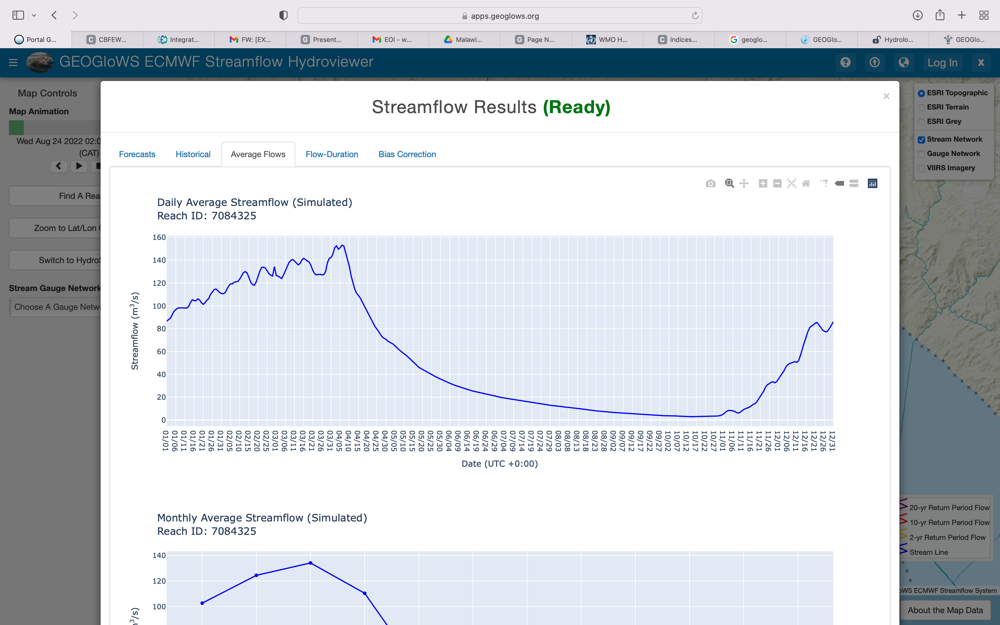 apps.geoglows.org
Portal G...
CBFEW...
Integrat...
FW: [EX...
Present...
EOI - w...
Malawi...
Page N...
WMO H...
Indices...
geoglo...
GEOGlo...
Hydrolo...
GEOGlo...
GEOGloWS ECMWF Streamflow Hydroviewer
Log In
X
Map Controls
Map Animation
Wed Aug 24 2022 02:0
(CAT)
Find A Rea
Zoom to Lat/Lon
Switch to Hydro
Stream Gauge Network
Choose A Gauge Netw
Streamflow Results (Ready)
×
Forecasts
Historical
Average Flows
Flow-Duration
Bias Correction
Daily Average Streamflow (Simulated)
Reach ID: 7084325
160
140
120
100
80
60
40
20
0
Streamflow (m³/s)
01/01
01/06
01/11
01/16
01/21
01/26
01/31
02/05
02/10
02/15
02/20
02/25
03/01
03/06
03/11
03/16
03/21
03/26
03/31
04/05
04/10
04/15
04/20
04/25
04/30
05/05
05/10
05/15
05/20
05/25
05/30
06/04
06/09
06/14
06/19
06/24
06/29
07/04
07/09
07/14
07/19
07/24
07/29
08/03
08/08
08/13
08/18
08/23
08/28
09/02
09/07
09/12
09/17
09/22
09/27
10/02
10/07
10/12
10/17
10/22
10/27
11/01
11/06
11/11
11/16
11/21
11/26
12/01
12/06
12/11
12/16
12/21
12/26
12/31
Date (UTC +0:00)
Monthly Average Streamflow (Simulated)
Reach ID: 7084325
140
120
100
³/s)
ESRI Topographic
ESRI Terrain
ESRI Grey
Stream Network
Gauge Network
VIIRS Imagery
20-yr Return Period Flow
10-yr Return Period Flow
2-yr Return Period Flow
Stream Line
oWS ECMWF Streamflow System
About the Map Data